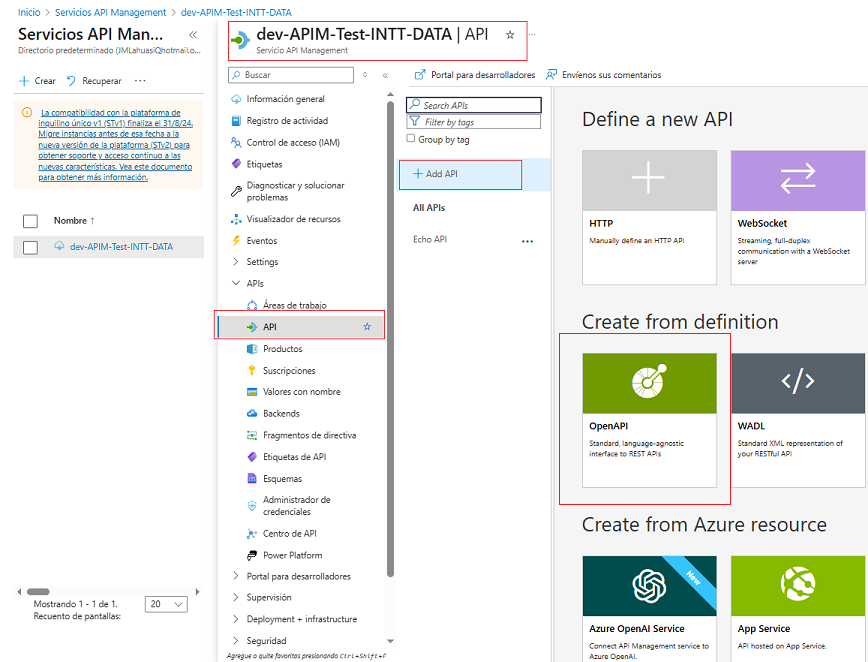 Inicio > Servicios API Management > dev-APIM-Test-INTT-DATA
Servicios API Man...
Directorio predeterminado (JMLahuasiQhotmail.o...
Crear
Recuperar
La compatibilidad con la plataforma de
inquilino único v1 (STv1) finaliza el 31/8/24.
Migre instancias antes de esa fecha a la
nueva versión de la plataforma (STv2) para
obtener soporte y acceso continuo a las
nuevas características. Vea este documento
para obtener más información.
Nombre ↑
dev-APIM-Test-INTT-DATA
Mostrando 1 - 1 de 1.
Recuento de pantallas:
20
dev-APIM-Test-INTT-DATA | API
Servicio API Management
Buscar
Información general
Registro de actividad
Control de acceso (IAM)
Etiquetas
Diagnosticar y solucionar
problemas
Visualizador de recursos
Eventos
Settings
APIs
Áreas de trabajo
API
Productos
Suscripciones
Valores con nombre
Backends
Fragmentos de directiva
Etiquetas de API
Esquemas
Administrador de
credenciales
Centro de API
Power Platform
Portal para desarrolladores
Supervisión
Deployment + infrastructure
Seguridad
Agregue o quite favoritos presionando Ctrl+Shift+F
Portal para desarrolladores
Envíenos sus comentarios
Search APIs
Filter by tags
Group by tag
+ Add API
All APIs
Echo API
...
Define a new API
HTTP
Manually define an HTTP API
WebSocket
Streaming, full-duplex
communication with a WebSocket
server
Create from definition
OpenAPI
Standard, language-agnostic
interface to REST APIs
</>
WADL
Standard XML representation of
your RESTful API
Create from Azure resource
New
Azure OpenAI Service
Connect API Management service to
Azure OpenAI.
App Service
API hosted on App Service.